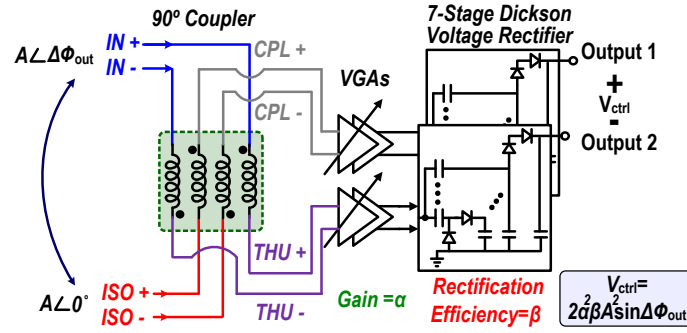 90º Coupler
7-Stage Dickson
Voltage Rectifier
IN +
A∠ΔΦout
IN -
CPL +
CPL -
VGAs
Output 1
+
Vctrl
-
Output 2
A∠0°
ISO +
ISO -
THU +
THU -
Gain =α
Rectification
Efficiency=β
Vctrl=
2α²βA²sinΔΦout